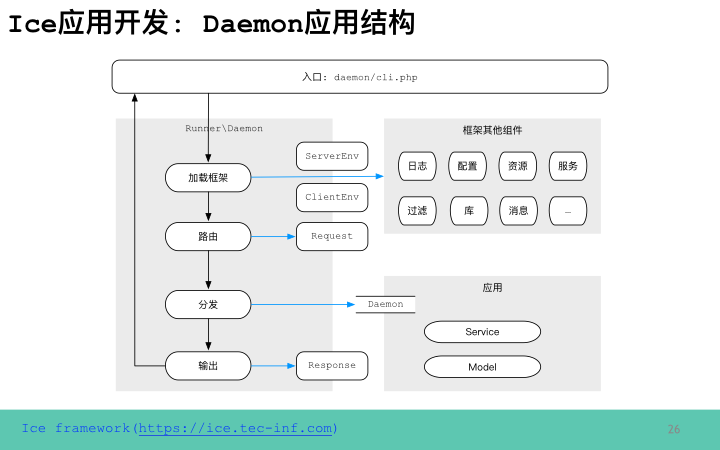 Ice应用开发: Daemon应用结构
入口: daemon/cli.php
Runner\Daemon
框架其他组件
ServerEnv
日志
配置
资源
服务
加载框架
ClientEnv
过滤
库
消息
…
路由
Request
应用
分发
Daemon
Service
输出
Response
Model
Ice framework(https://ice.tec-inf.com)
26